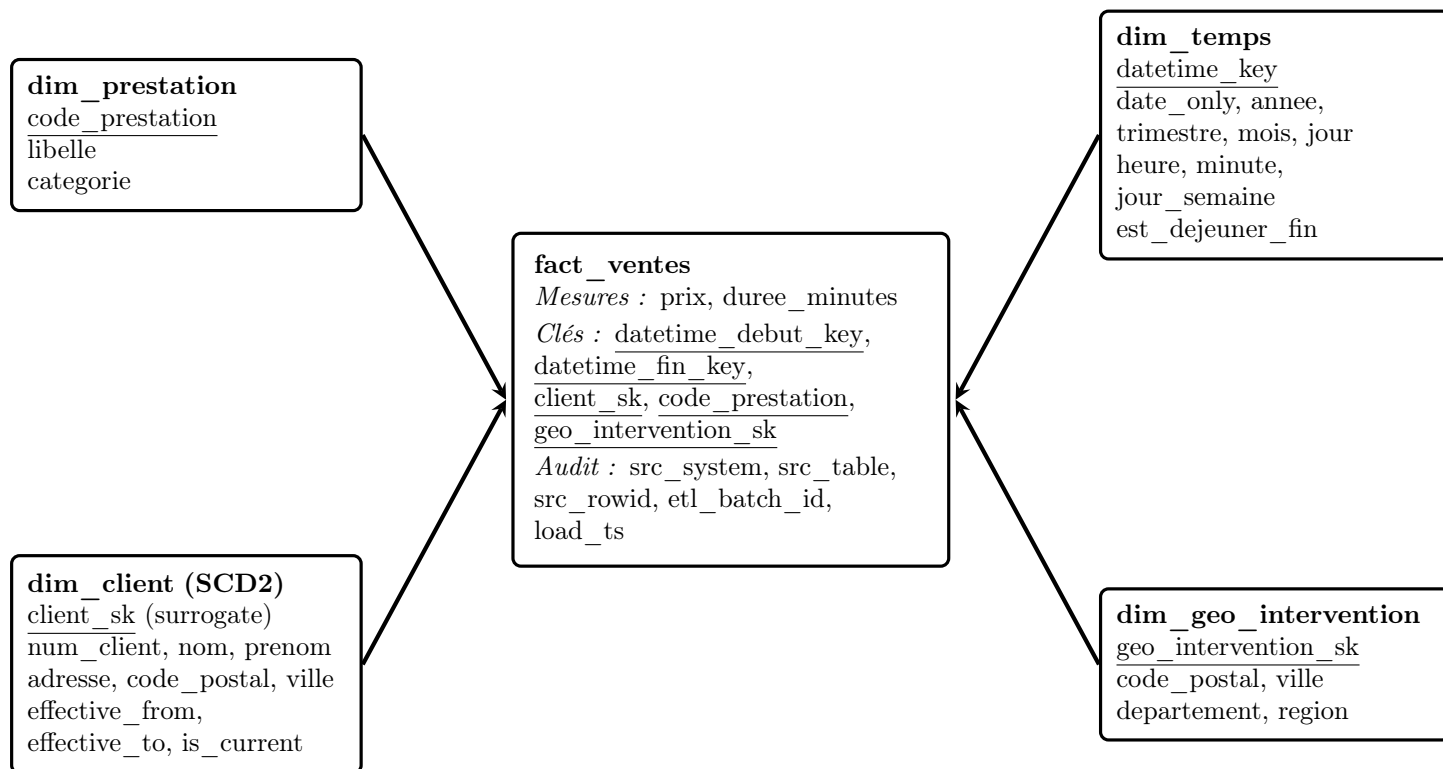 dim_prestation
code_prestation
libelle
categorie
dim_temps
datetime_key
date_only, annee,
trimestre, mois, jour
heure, minute,
jour_semaine
est_dejeuner_fin
fact_ventes
Mesures : prix, duree_minutes
Clés : datetime_debut_key,
datetime_fin_key,
client_sk, code_prestation,
geo_intervention_sk
Audit : src_system, src_table,
src_rowid, etl_batch_id,
load_ts
dim_client (SCD2)
client_sk (surrogate)
num_client, nom, prenom
adresse, code_postal, ville
effective_from,
effective_to, is_current
dim_geo_intervention
geo_intervention_sk
code_postal, ville
departement, region